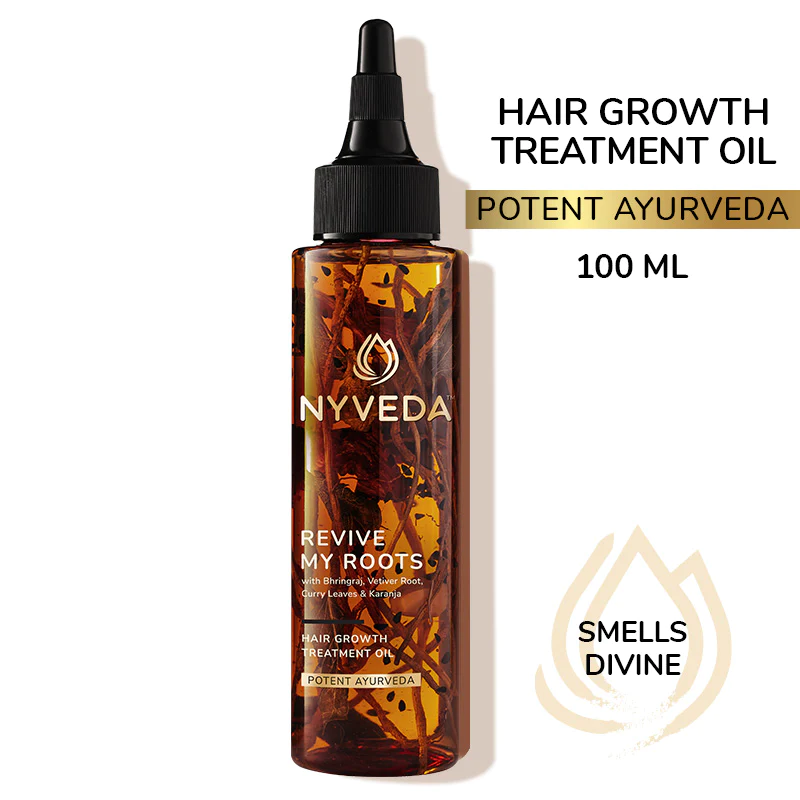 HAIR GROWTH
TREATMENT OIL
POTENT AYURVEDA
100 ML
NYVEDA™
REVIVE
MY ROOTS
with Bhringraj, Vetiver Root,
Curry Leaves & Karanja
HAIR GROWTH
TREATMENT OIL
POTENT AYURVEDA
SMELLS
DIVINE